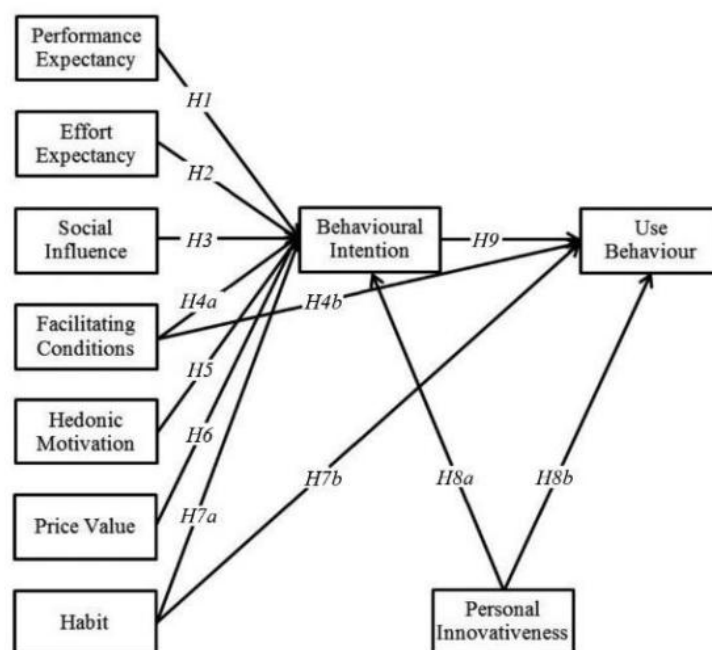 Performance
Expectancy
H1
Effort
Expectancy
H2
Social
Influence
H3
Behavioural
Intention
H9
Use
Behaviour
Facilitating
Conditions
H4a
H4b
Hedonic
Motivation
H5
H6
Price Value
H7a
H7b
H8a
H8b
Habit
Personal
Innovativeness